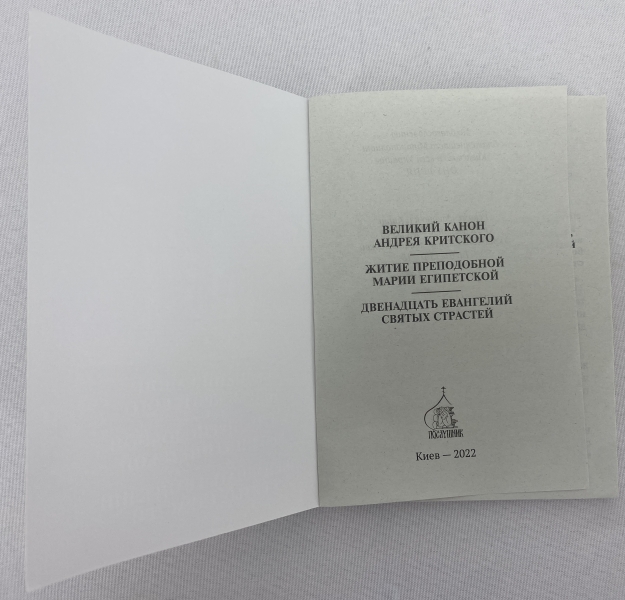 ВЕЛИКИЙ КАНОН
АНДРЕЯ КРИТСКОГО
ЖИТИЕ ПРЕПОДОБНОЙ
МАРИИ ЕГИПЕТСКОЙ
ДВЕНАДЦАТЬ ЕВАНГЕЛИЙ
СВЯТЫХ СТРАСТЕЙ
ПОСЛУШНИК
Киев — 2022